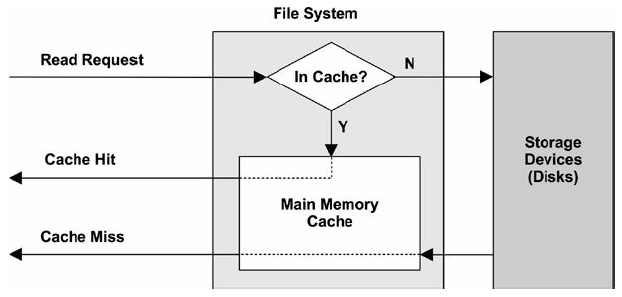 File System
Read Request
In Cache?
N
Y
Cache Hit
Main Memory
Cache
Cache Miss
Storage
Devices
(Disks)